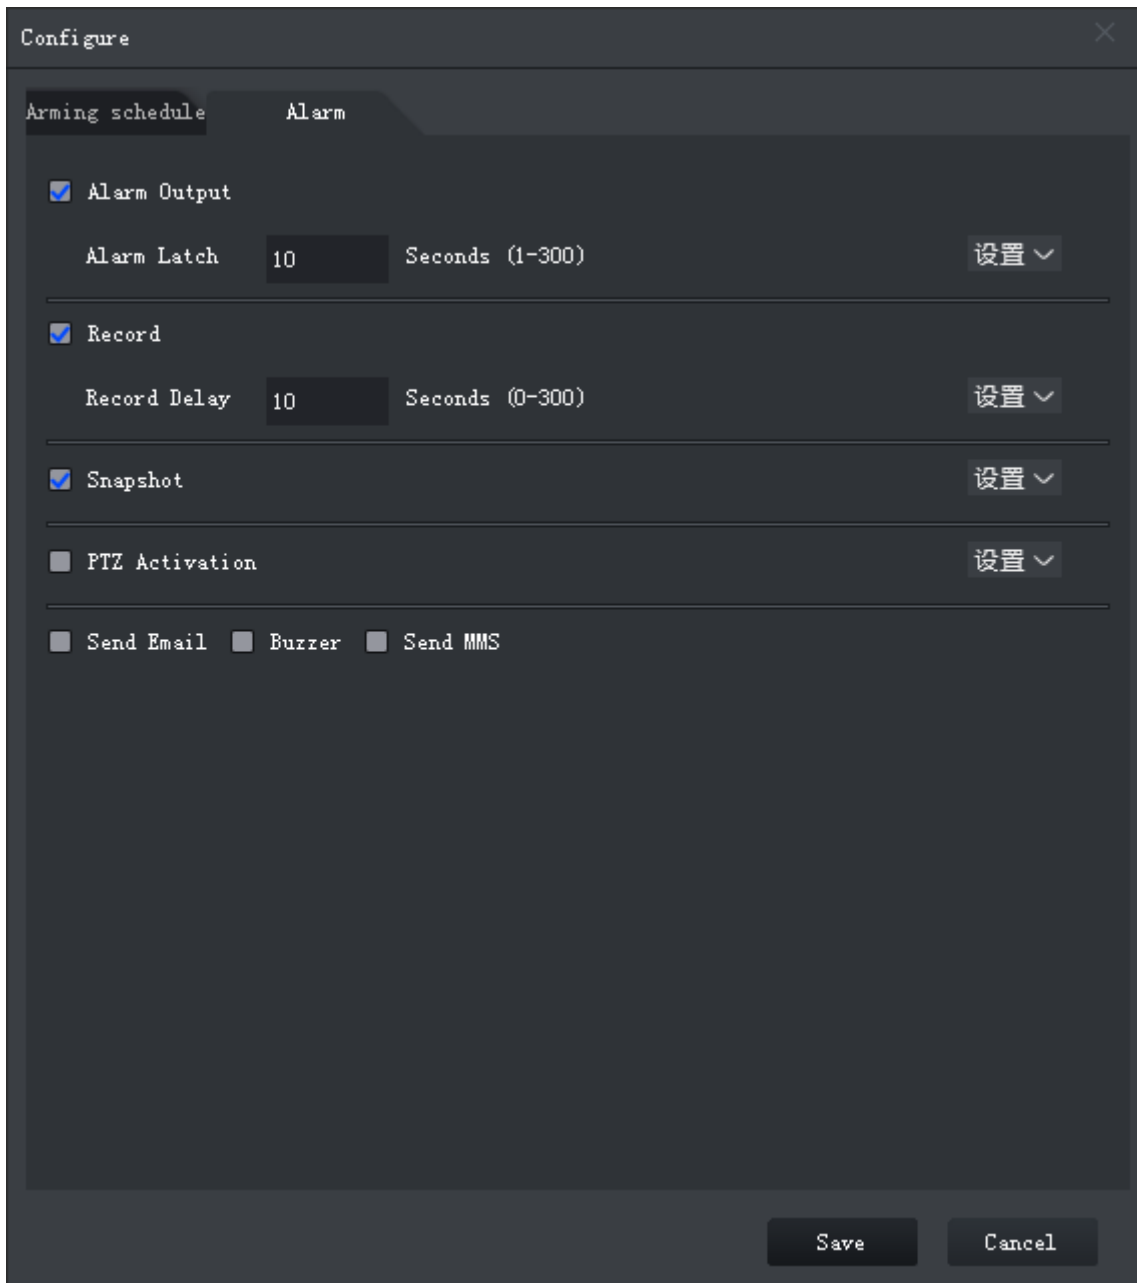 Configure
Arming schedule Alarm
Alarm Output
Alarm Latch 10 Seconds (1-300) 设置
Record
Record Delay 10 Seconds (0-300) 设置
Snapshot 设置
PTZ Activation 设置
Send Email Buzzer Send MMS
Save Cancel